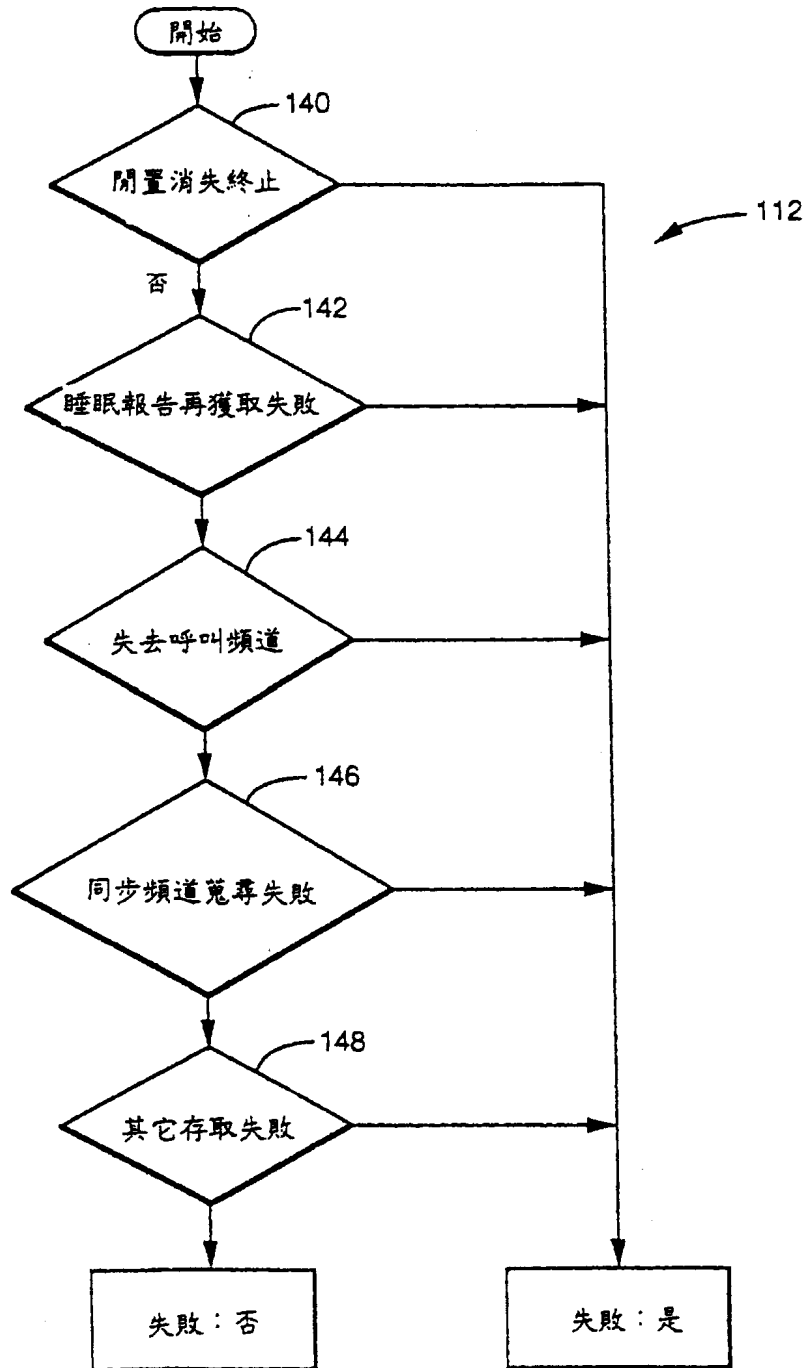 開始
140
閒置消失終止
112
否
142
睡眠報告再獲取失敗
144
失去呼叫頻道
146
同步頻道蒐尋失敗
148
其它存取失敗
失敗：否
失敗：是